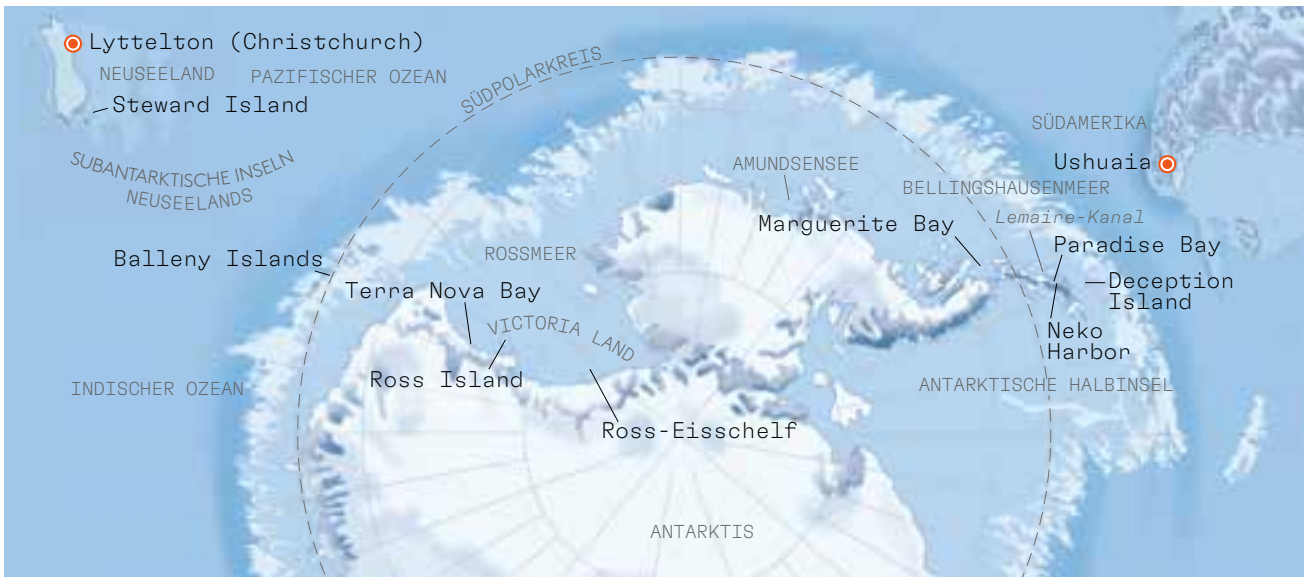 Lyttelton (Christchurch)
NEUSEELAND
PAZIFISCHER OZEAN
Steward Island
SUBANTARKTISCHE INSELN
NEUSEELANDS
SÜDPOLARKREIS
SÜDAMERIKA
Ushuaia
AMUNDSENSEE
BELLINGSHAUSENMEER
Marguerite Bay
Lemaire-Kanal
Paradise Bay
Deception
Island
Neko
Harbor
Balleny Islands
ROSSMEER
Terra Nova Bay
VICTORIA LAND
Ross Island
INDISCHER OZEAN
ANTARKTISCHE HALBINSEL
Ross-Eisschelf
ANTARKTIS